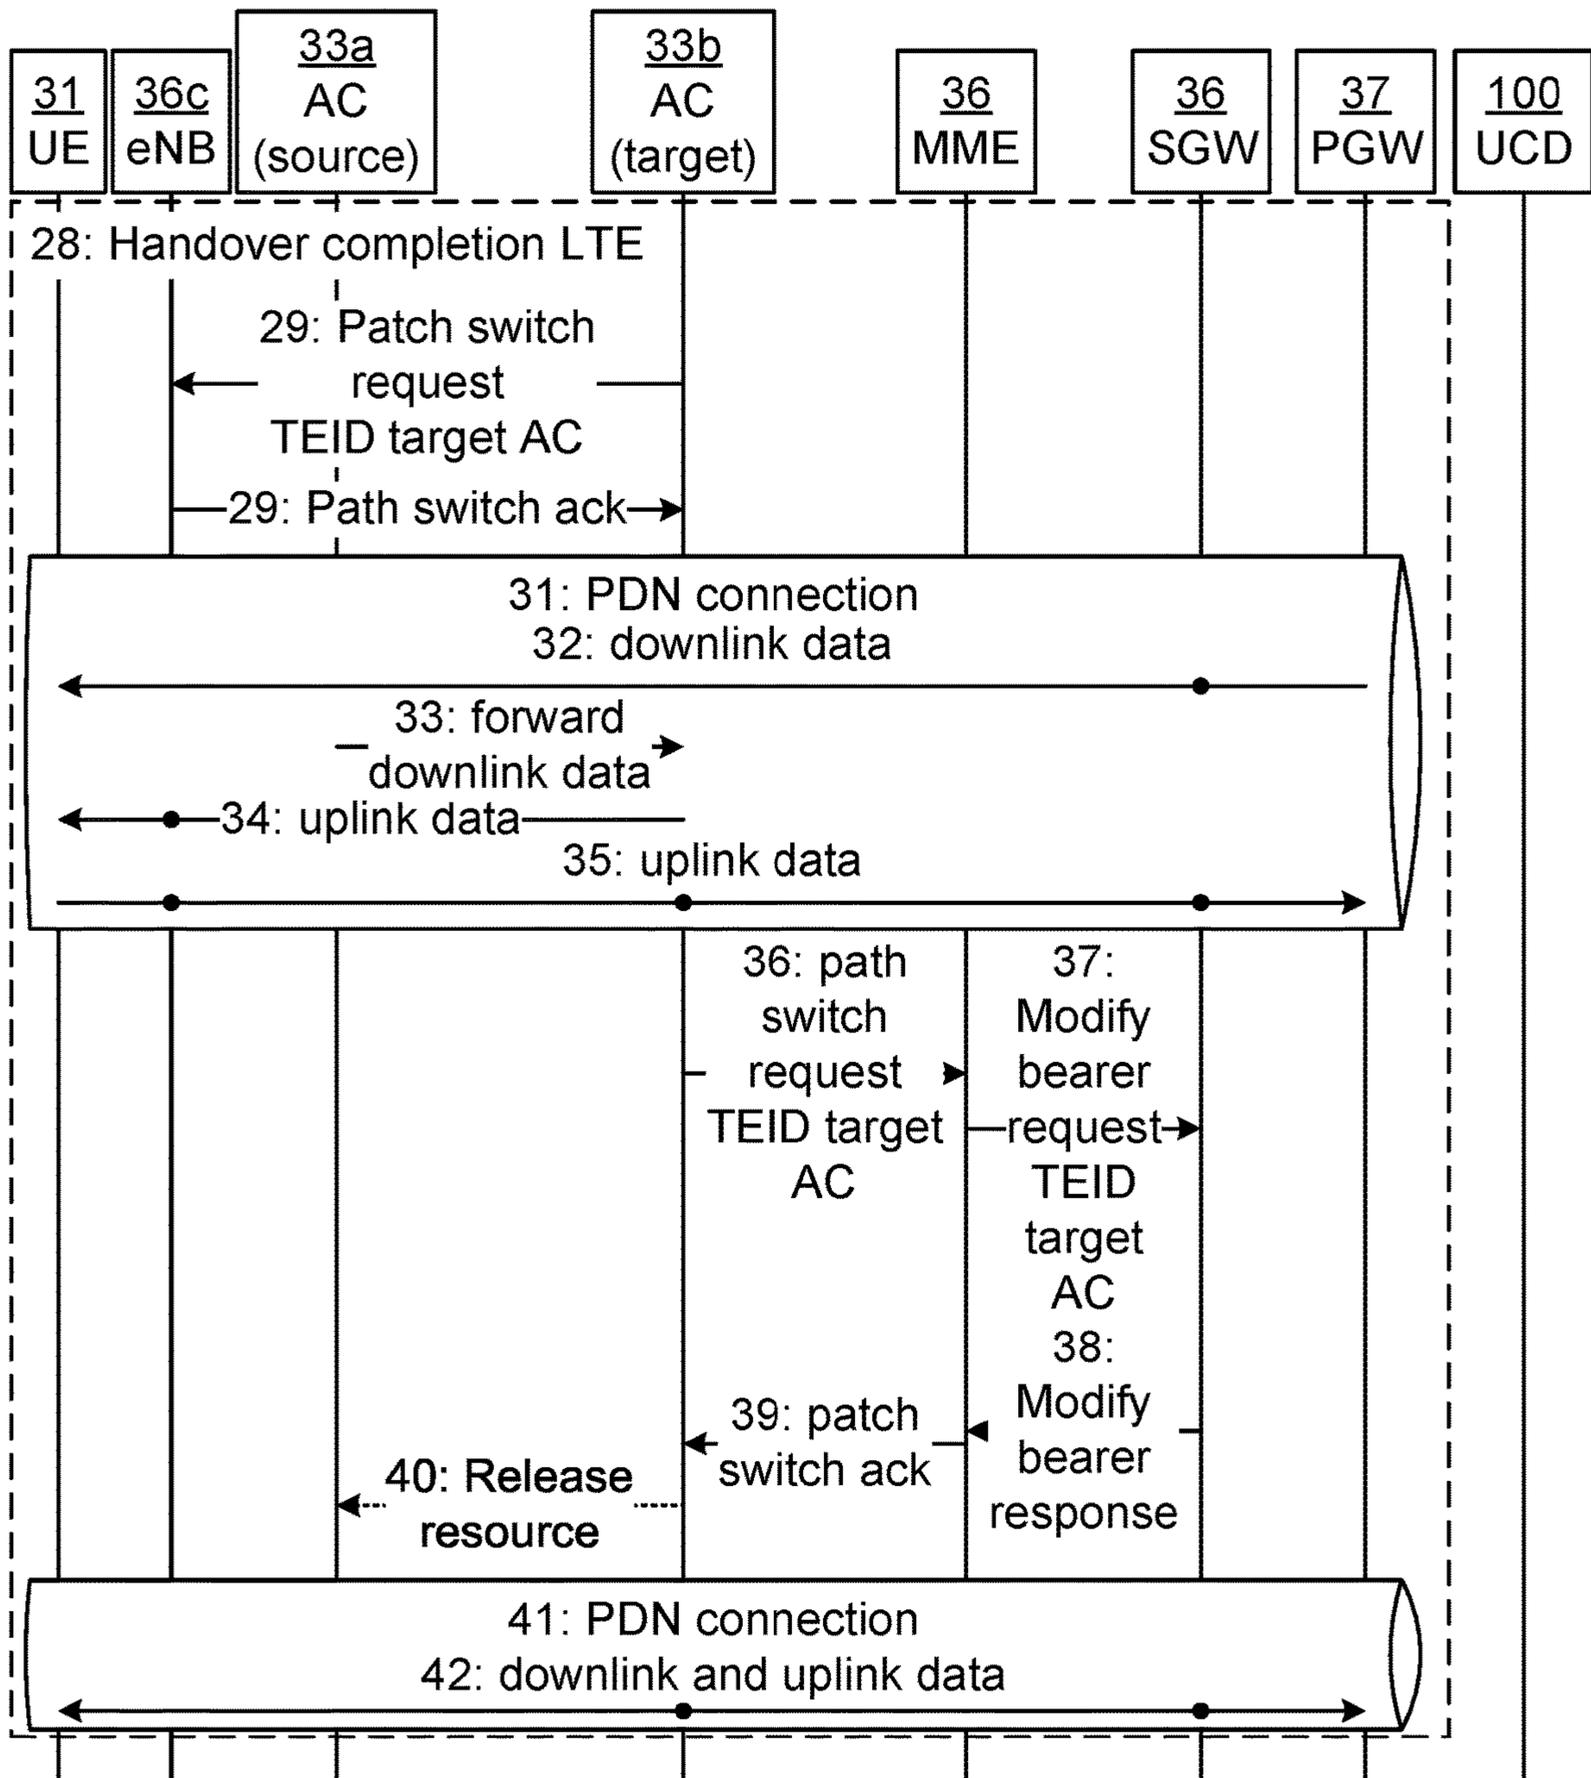 31
UE
36c
eNB
33a
AC
(source)
33b
AC
(target)
36
MME
36
SGW
37
PGW
100
UCD
28: Handover completion LTE
29: Patch switch
request
TEID target AC
29: Path switch ack
31: PDN connection
32: downlink data
33: forward
downlink data
34: uplink data
35: uplink data
36: path
switch
request
TEID target
AC
37:
Modify
bearer
request
TEID
target
AC
38:
Modify
bearer
response
39: patch
switch ack
40: Release
resource
41: PDN connection
42: downlink and uplink data